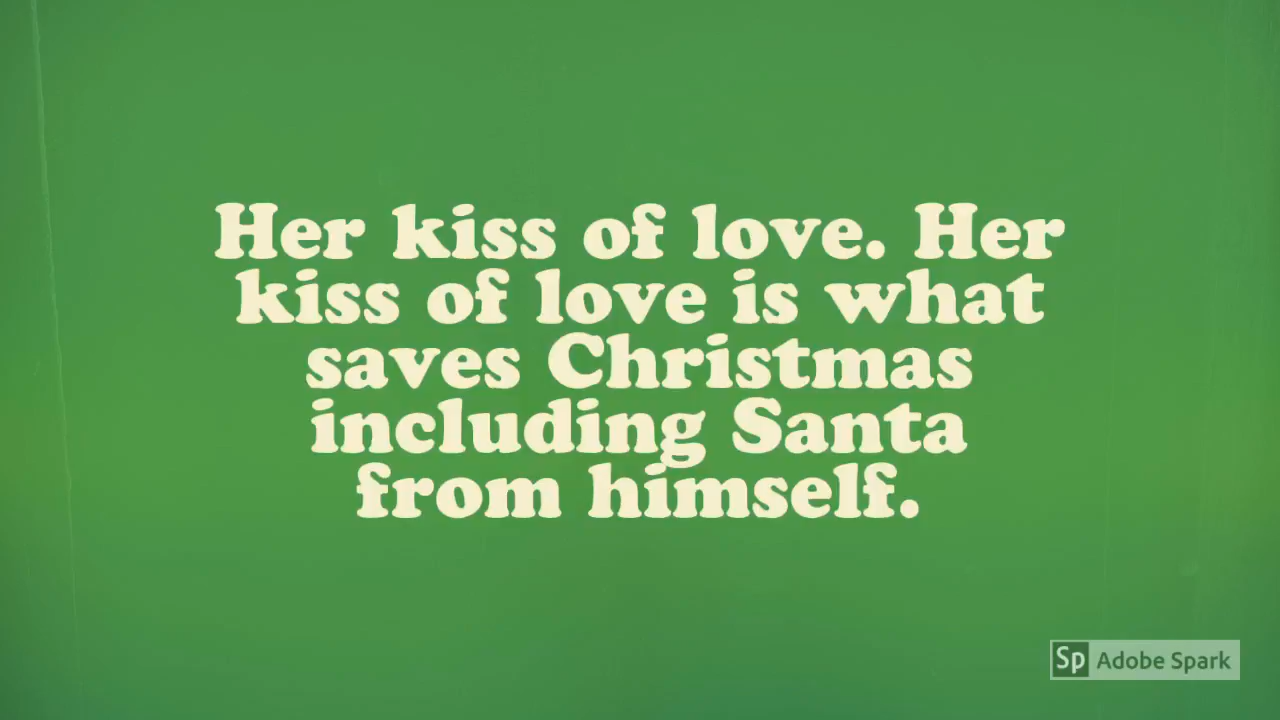 Her kiss of love. Her
kiss of love is what
saves Christmas
including Santa
from himself.
Sp Adobe Spark